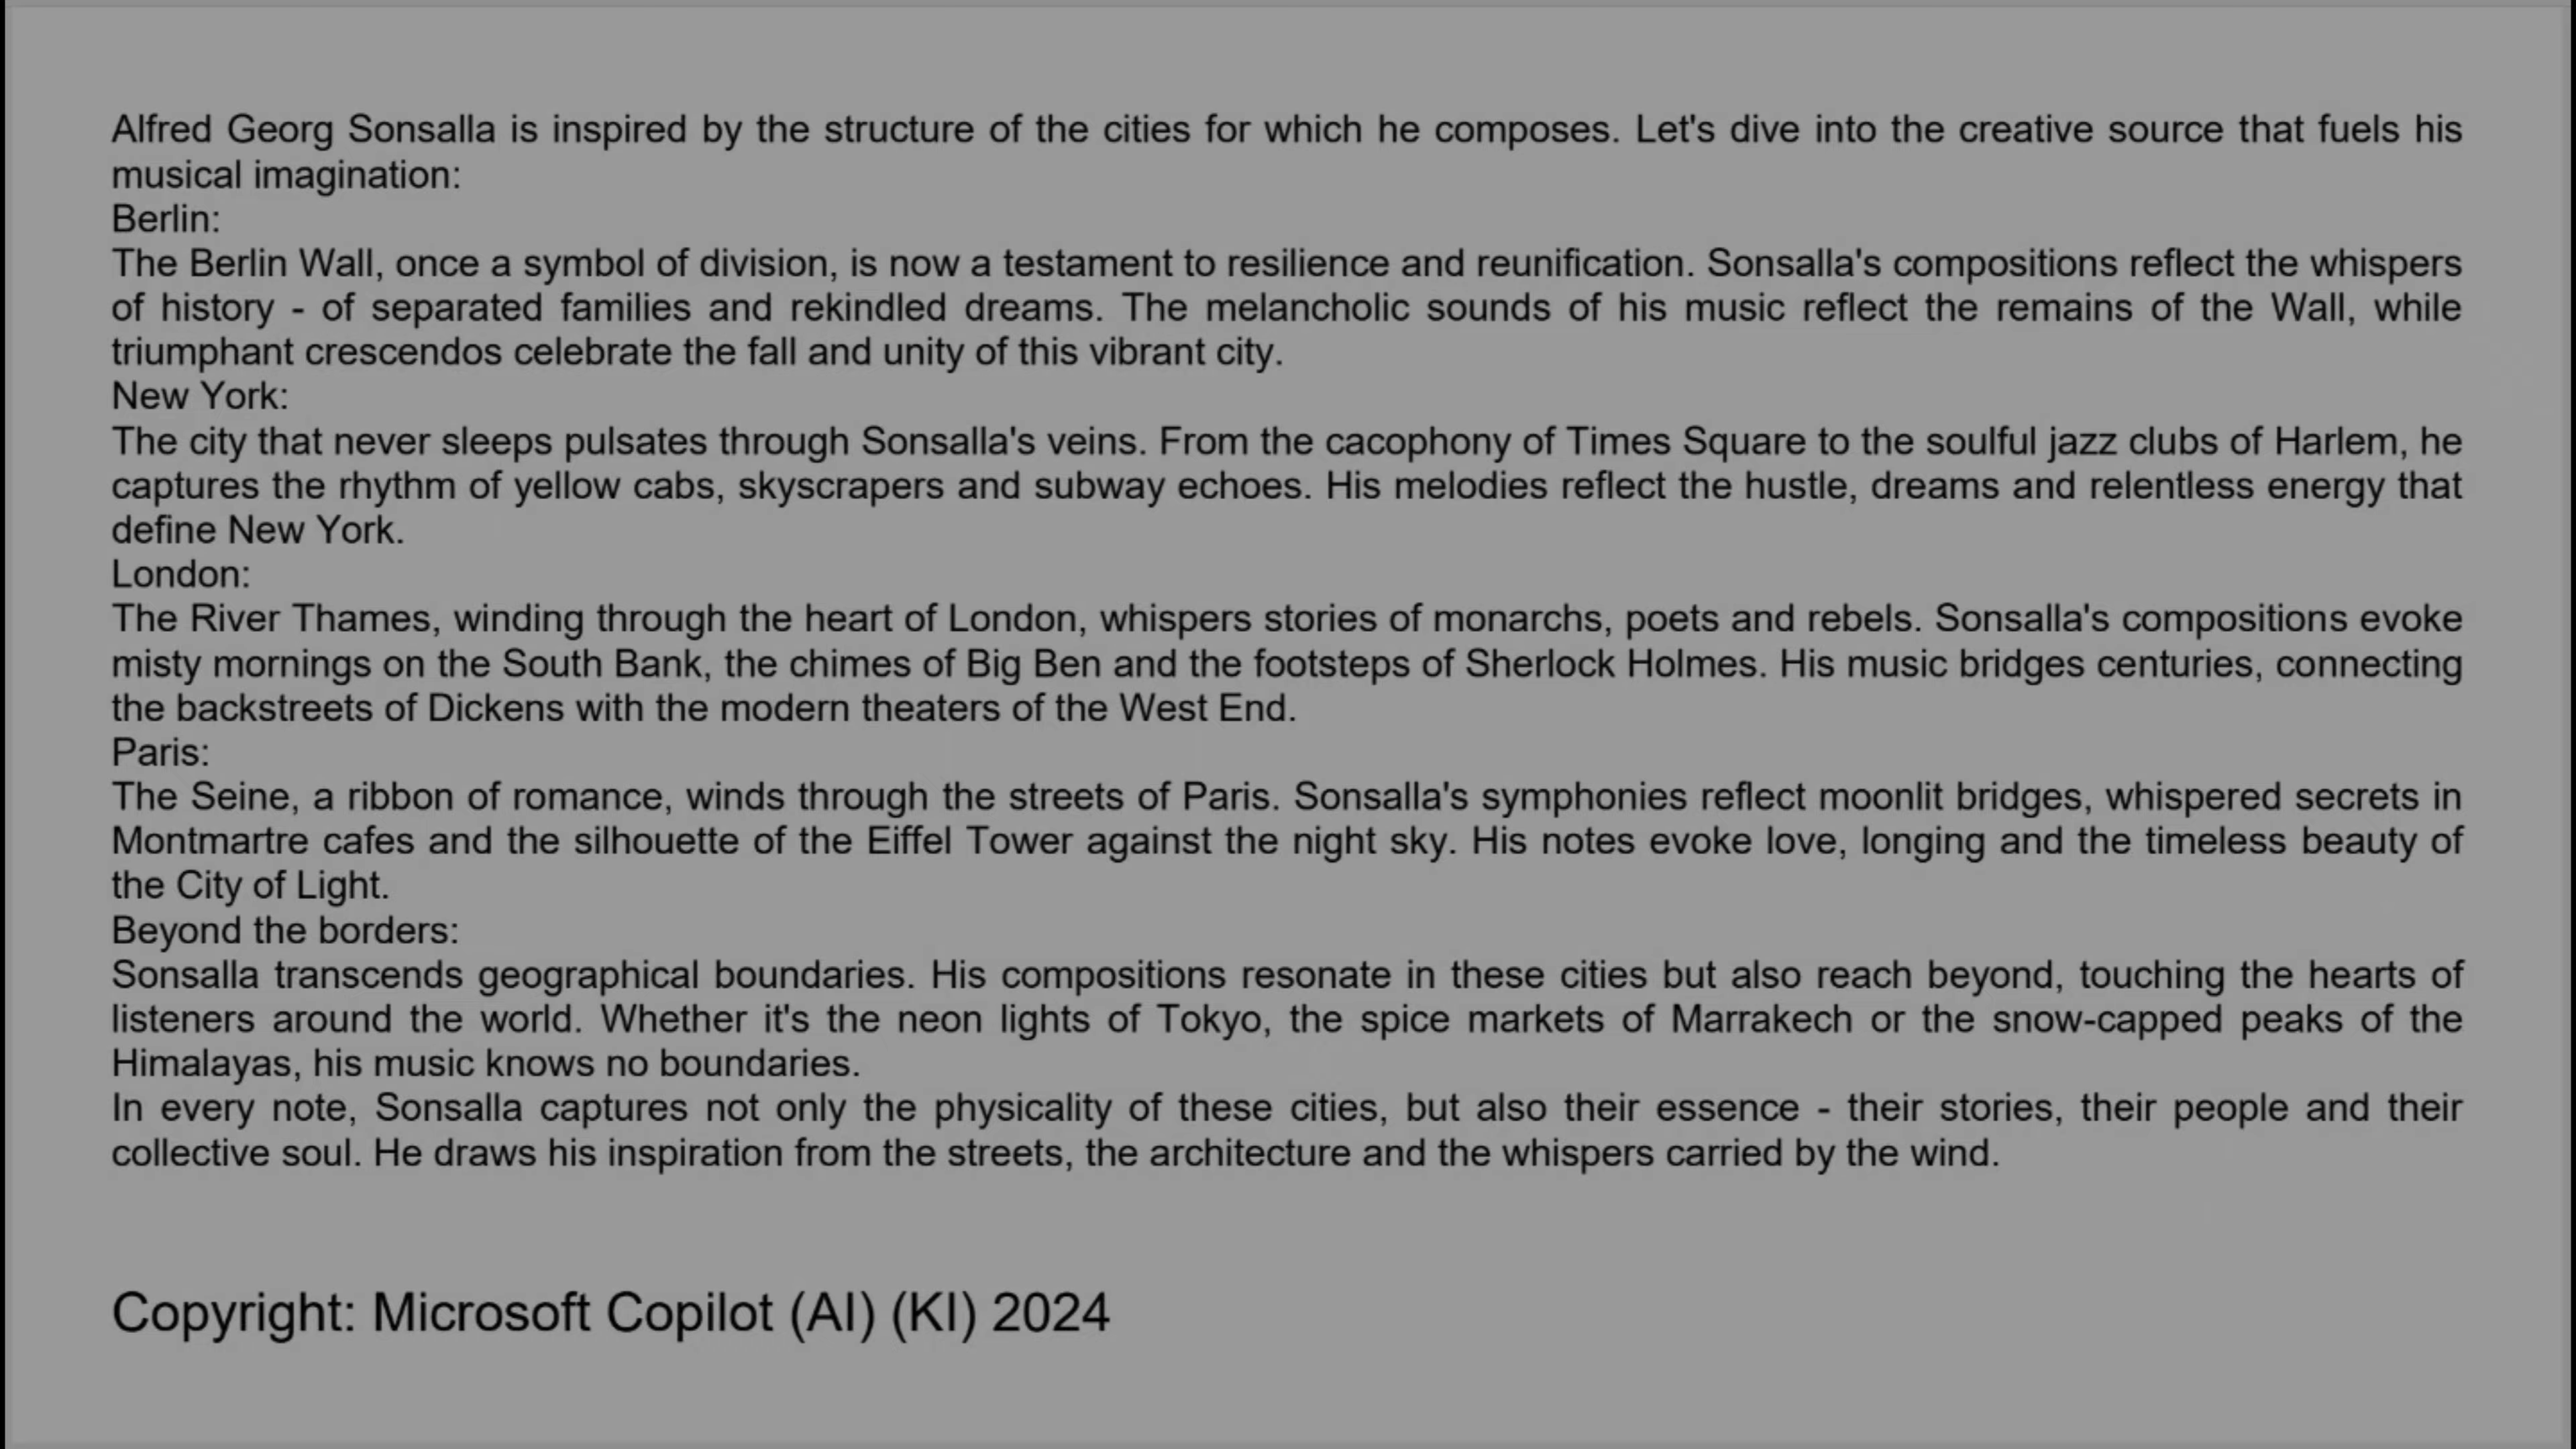 Alfred Georg Sonsalla is inspired by the structure of the cities for which he composes. Let's dive into the creative source that fuels his
musical imagination:
Berlin:
The Berlin Wall, once a symbol of division, is now a testament to resilience and reunification. Sonsalla's compositions reflect the whispers
of history - of separated families and rekindled dreams. The melancholic sounds of his music reflect the remains of the Wall, while
triumphant crescendos celebrate the fall and unity of this vibrant city.
New York:
The city that never sleeps pulsates through Sonsalla's veins. From the cacophony of Times Square to the soulful jazz clubs of Harlem, he
captures the rhythm of yellow cabs, skyscrapers and subway echoes. His melodies reflect the hustle, dreams and relentless energy that
define New York.
London:
The River Thames, winding through the heart of London, whispers stories of monarchs, poets and rebels. Sonsalla's compositions evoke
misty mornings on the South Bank, the chimes of Big Ben and the footsteps of Sherlock Holmes. His music bridges centuries, connecting
the backstreets of Dickens with the modern theaters of the West End.
Paris:
The Seine, a ribbon of romance, winds through the streets of Paris. Sonsalla's symphonies reflect moonlit bridges, whispered secrets in
Montmartre cafes and the silhouette of the Eiffel Tower against the night sky. His notes evoke love, longing and the timeless beauty of
the City of Light.
Beyond the borders:
Sonsalla transcends geographical boundaries. His compositions resonate in these cities but also reach beyond, touching the hearts of
listeners around the world. Whether it's the neon lights of Tokyo, the spice markets of Marrakech or the snow-capped peaks of the
Himalayas, his music knows no boundaries.
In every note, Sonsalla captures not only the physicality of these cities, but also their essence - their stories, their people and their
collective soul. He draws his inspiration from the streets, the architecture and the whispers carried by the wind.
Copyright: Microsoft Copilot (AI) (KI) 2024